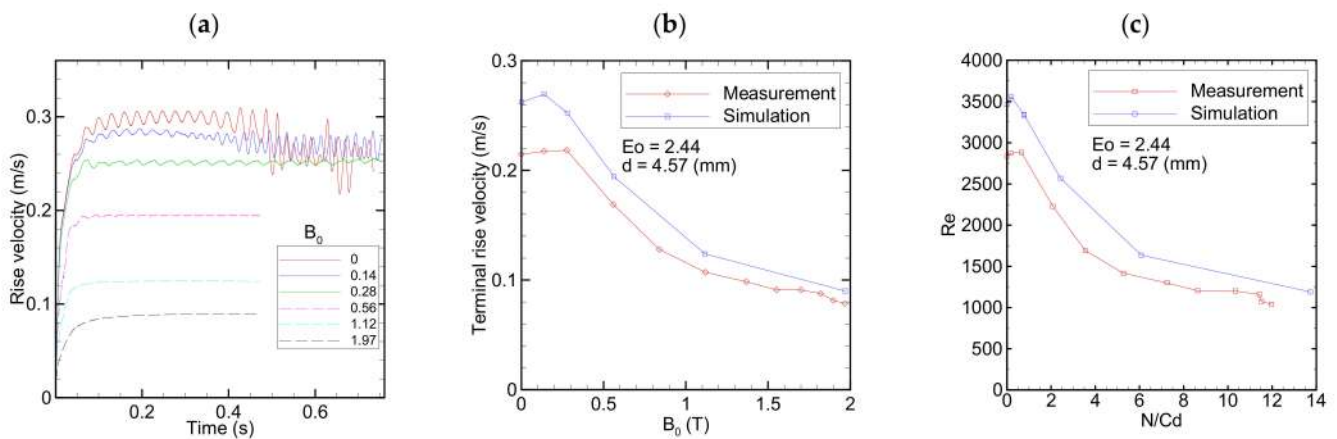 (a)
Rise velocity (m/s)
0.3
0.2
0.1
0
0.2
0.4
0.6
Time (s)
B0
0
0.14
0.28
0.56
1.12
1.97
(b)
Terminal rise velocity (m/s)
0.3
0.2
0.1
0
0
0.5
1
1.5
2
B0 (T)
Measurement
Simulation
Eo = 2.44
d = 4.57 (mm)
(c)
Re
4000
3500
3000
2500
2000
1500
1000
500
0
0
2
4
6
8
10
12
14
N/Cd
Measurement
Simulation
Eo = 2.44
d = 4.57 (mm)